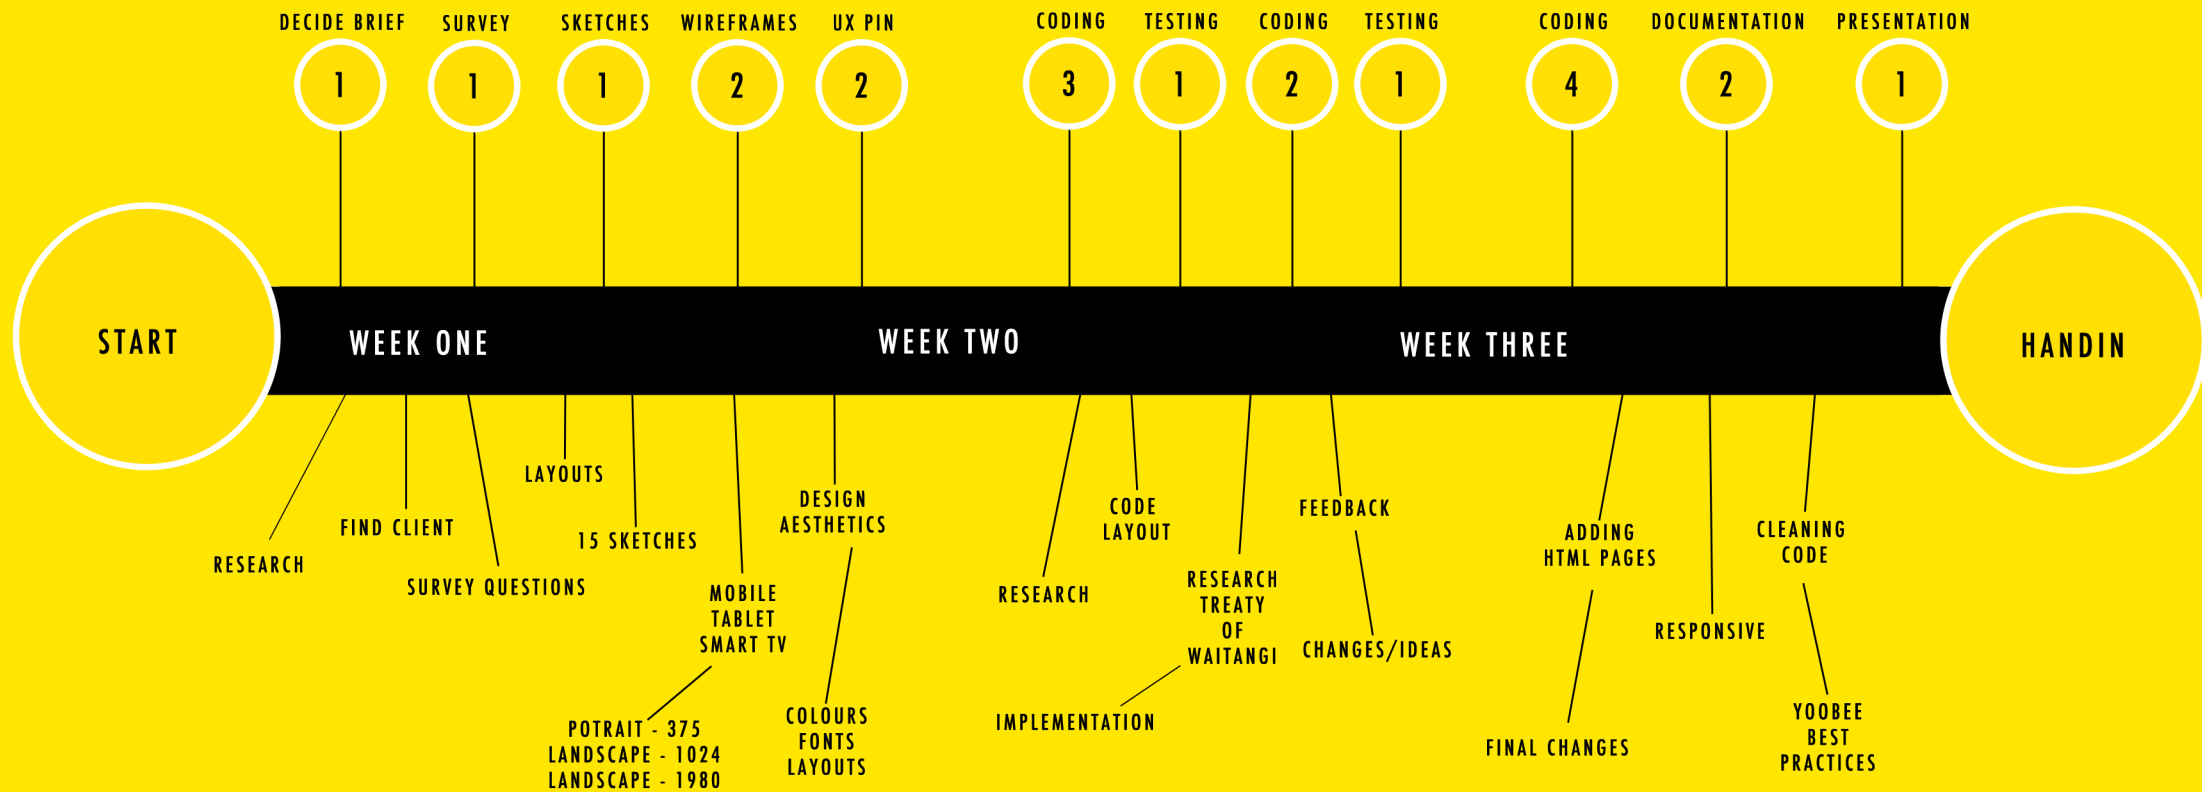 DECIDE BRIEF
SURVEY
SKETCHES
WIREFRAMES
UX PIN
CODING
TESTING
CODING
TESTING
CODING
DOCUMENTATION
PRESENTATION
1
1
1
2
2
3
1
2
1
4
2
1
START
WEEK ONE
WEEK TWO
WEEK THREE
HANDIN
RESEARCH
FIND CLIENT
SURVEY QUESTIONS
LAYOUTS
15 SKETCHES
MOBILE
TABLET
SMART TV
POTRAIT - 375
LANDSCAPE - 1024
LANDSCAPE - 1980
DESIGN
AESTHETICS
COLOURS
FONTS
LAYOUTS
RESEARCH
CODE
LAYOUT
RESEARCH
TREATY
OF
WAITANGI
IMPLEMENTATION
FEEDBACK
CHANGES/IDEAS
ADDING
HTML PAGES
FINAL CHANGES
RESPONSIVE
CLEANING
CODE
YOOBEE
BEST
PRACTICES